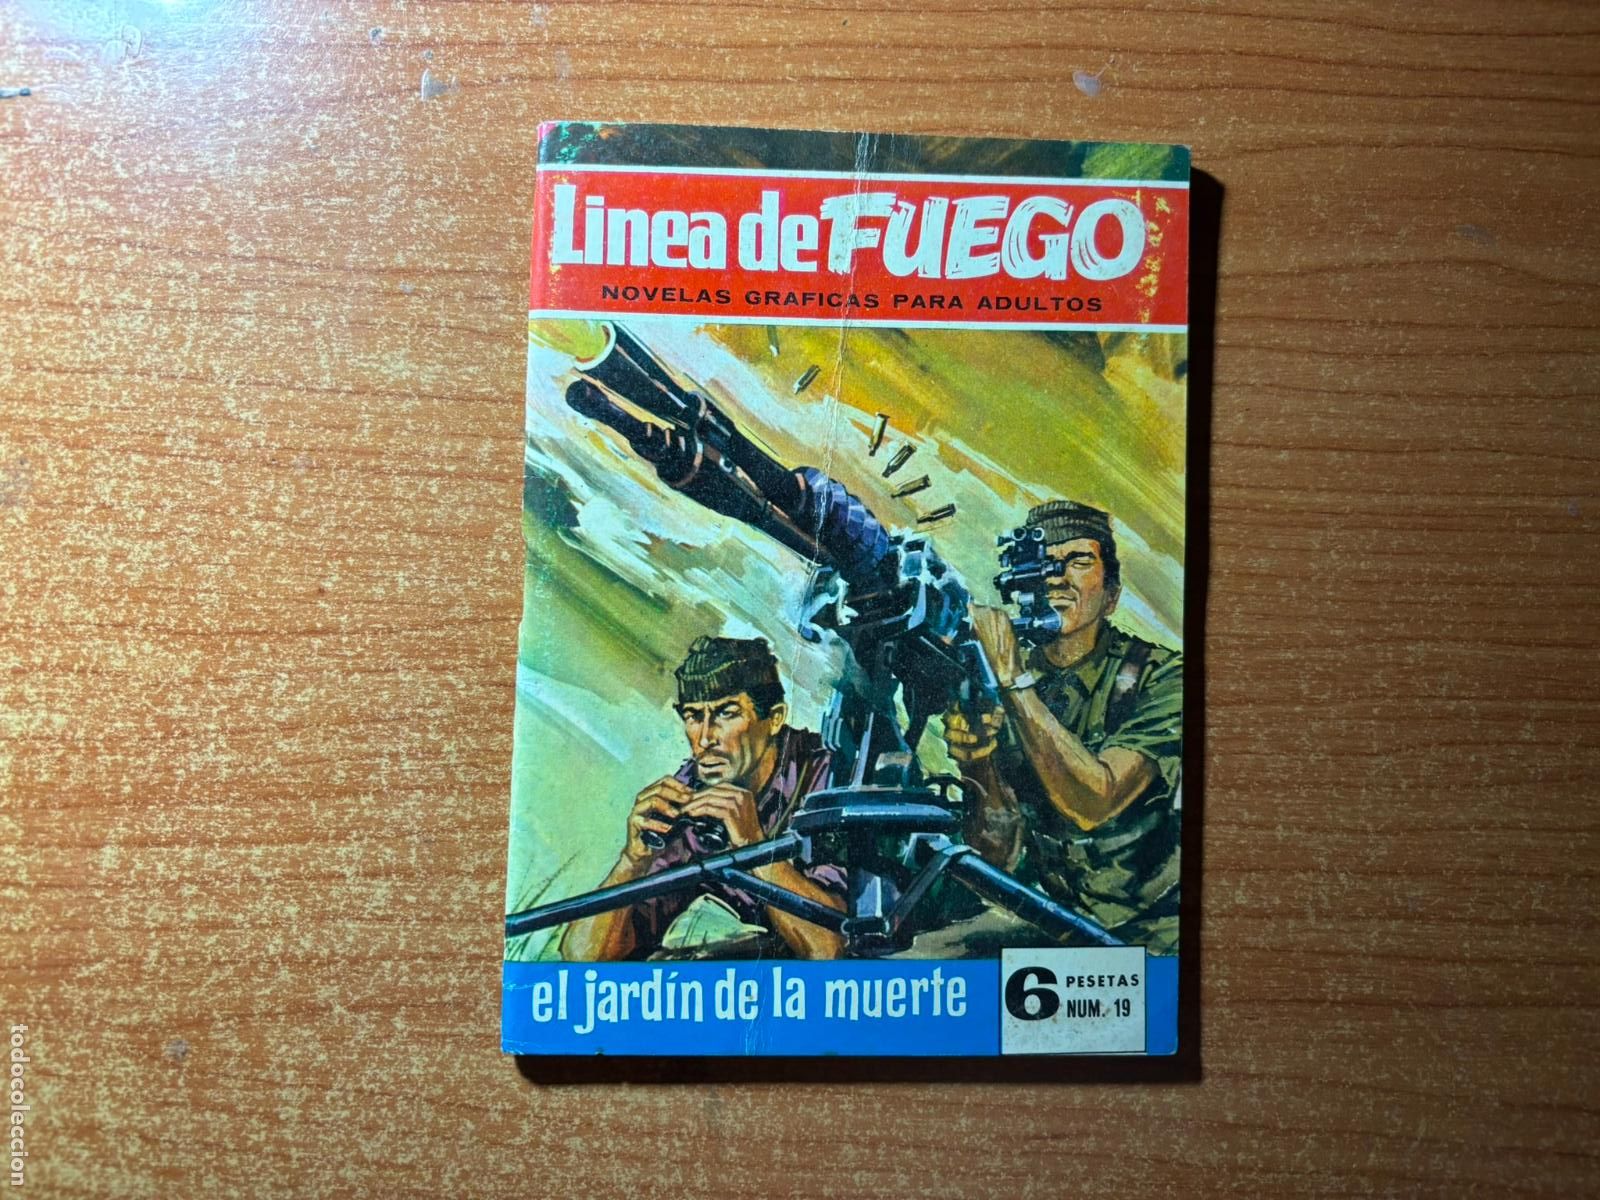 Linea de FUEGO
NOVELAS GRAFICAS PARA ADULTOS
el jardín de la muerte
6 PESETAS
NUM. 19
todocoleccion